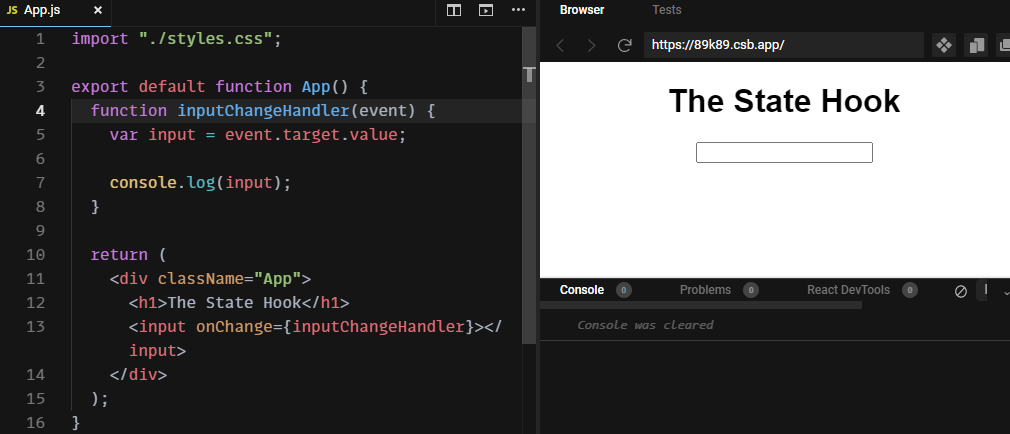 JS App.js ×
1 import "./styles.css";
2
3 export default function App() {
4 function inputChangeHandler(event) {
5 var input = event.target.value;
6
7 console.log(input);
8 }
9
10 return (
11 <div className="App">
12 <h1>The State Hook</h1>
13 <input onChange={inputChangeHandler}></
input>
14 </div>
15 );
16 }
Browser Tests
https://89k89.csb.app/
The State Hook
Console 0 Problems 0 React DevTools 0
Console was cleared